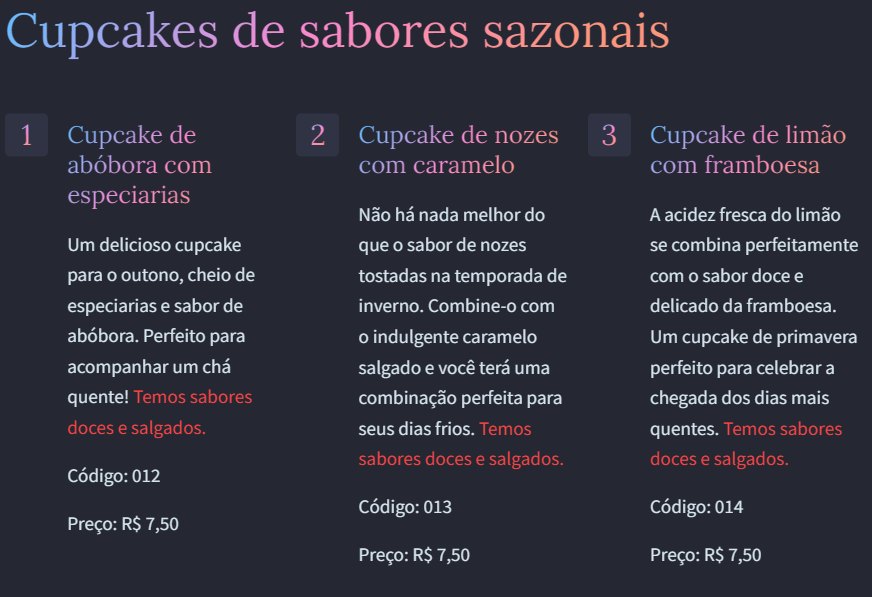 Cupcakes de sabores sazonais
1
Cupcake de
abóbora com
especiarias
Um delicioso cupcake
para o outono, cheio de
especiarias e sabor de
abóbora. Perfeito para
acompanhar um chá
quente! Temos sabores
doces e salgados.
Código: 012
Preço: R$ 7,50
2
Cupcake de nozes
com caramelo
Não há nada melhor do
que o sabor de nozes
tostadas na temporada de
inverno. Combine-o com
o indulgente caramelo
salgado e você terá uma
combinação perfeita para
seus dias frios. Temos
sabores doces e salgados.
Código: 013
Preço: R$ 7,50
3
Cupcake de limão
com framboesa
A acidez fresca do limão
se combina perfeitamente
com o sabor doce e
delicado da framboesa.
Um cupcake de primavera
perfeito para celebrar a
chegada dos dias mais
quentes. Temos sabores
doces e salgados.
Código: 014
Preço: R$ 7,50